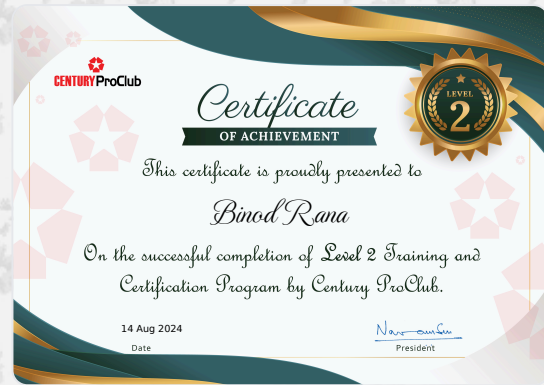 CENTURY ProClub
Certificate
OF ACHIEVEMENT
LEVEL
2
This certificate is proudly presented to
Binod Rana
On the successful completion of Level 2 Training and
Certification Program by Century ProClub.
14 Aug 2024
Date
President